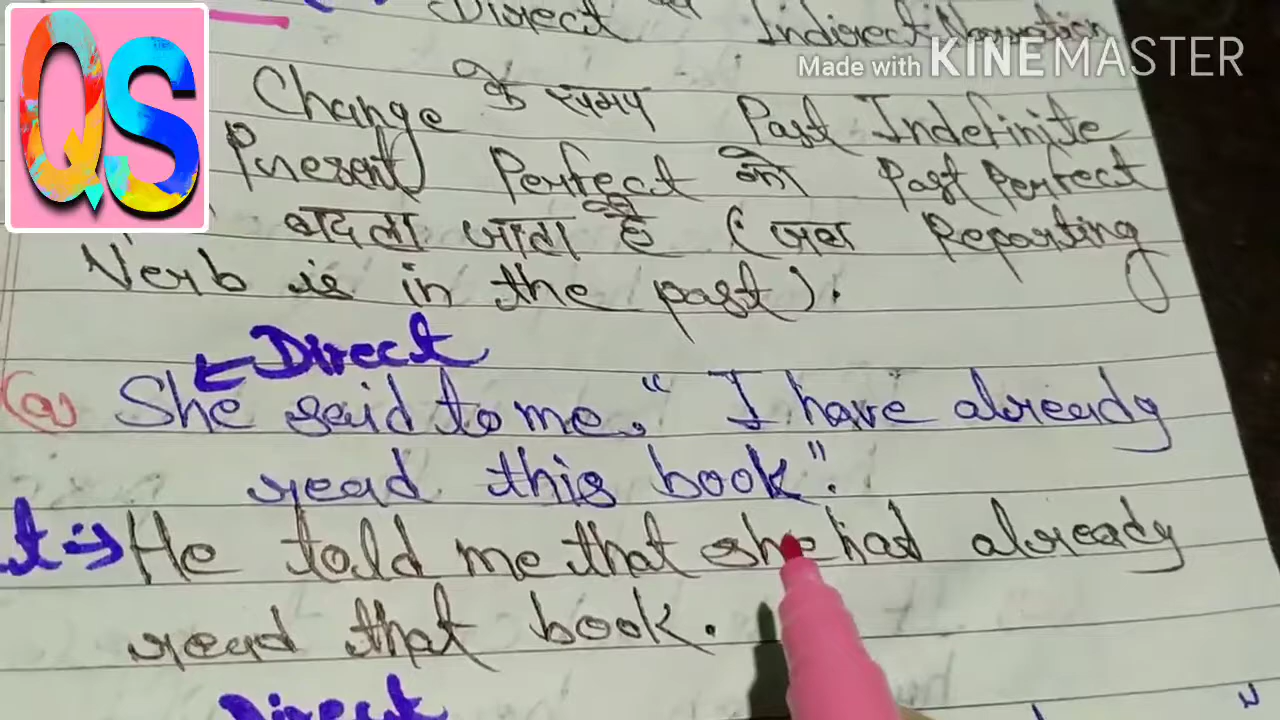 QS
Direct Indirect Narration
Made with KINEMASTER
Change के समय Past Indefinite
Present Perfect को Past Perfect
बदला जाता है (जब Reporting
Verb is in the past).
Direct
(a) She said to me, "I have already
read this book".
t⇒ He told me that she had already
read that book.
Direct